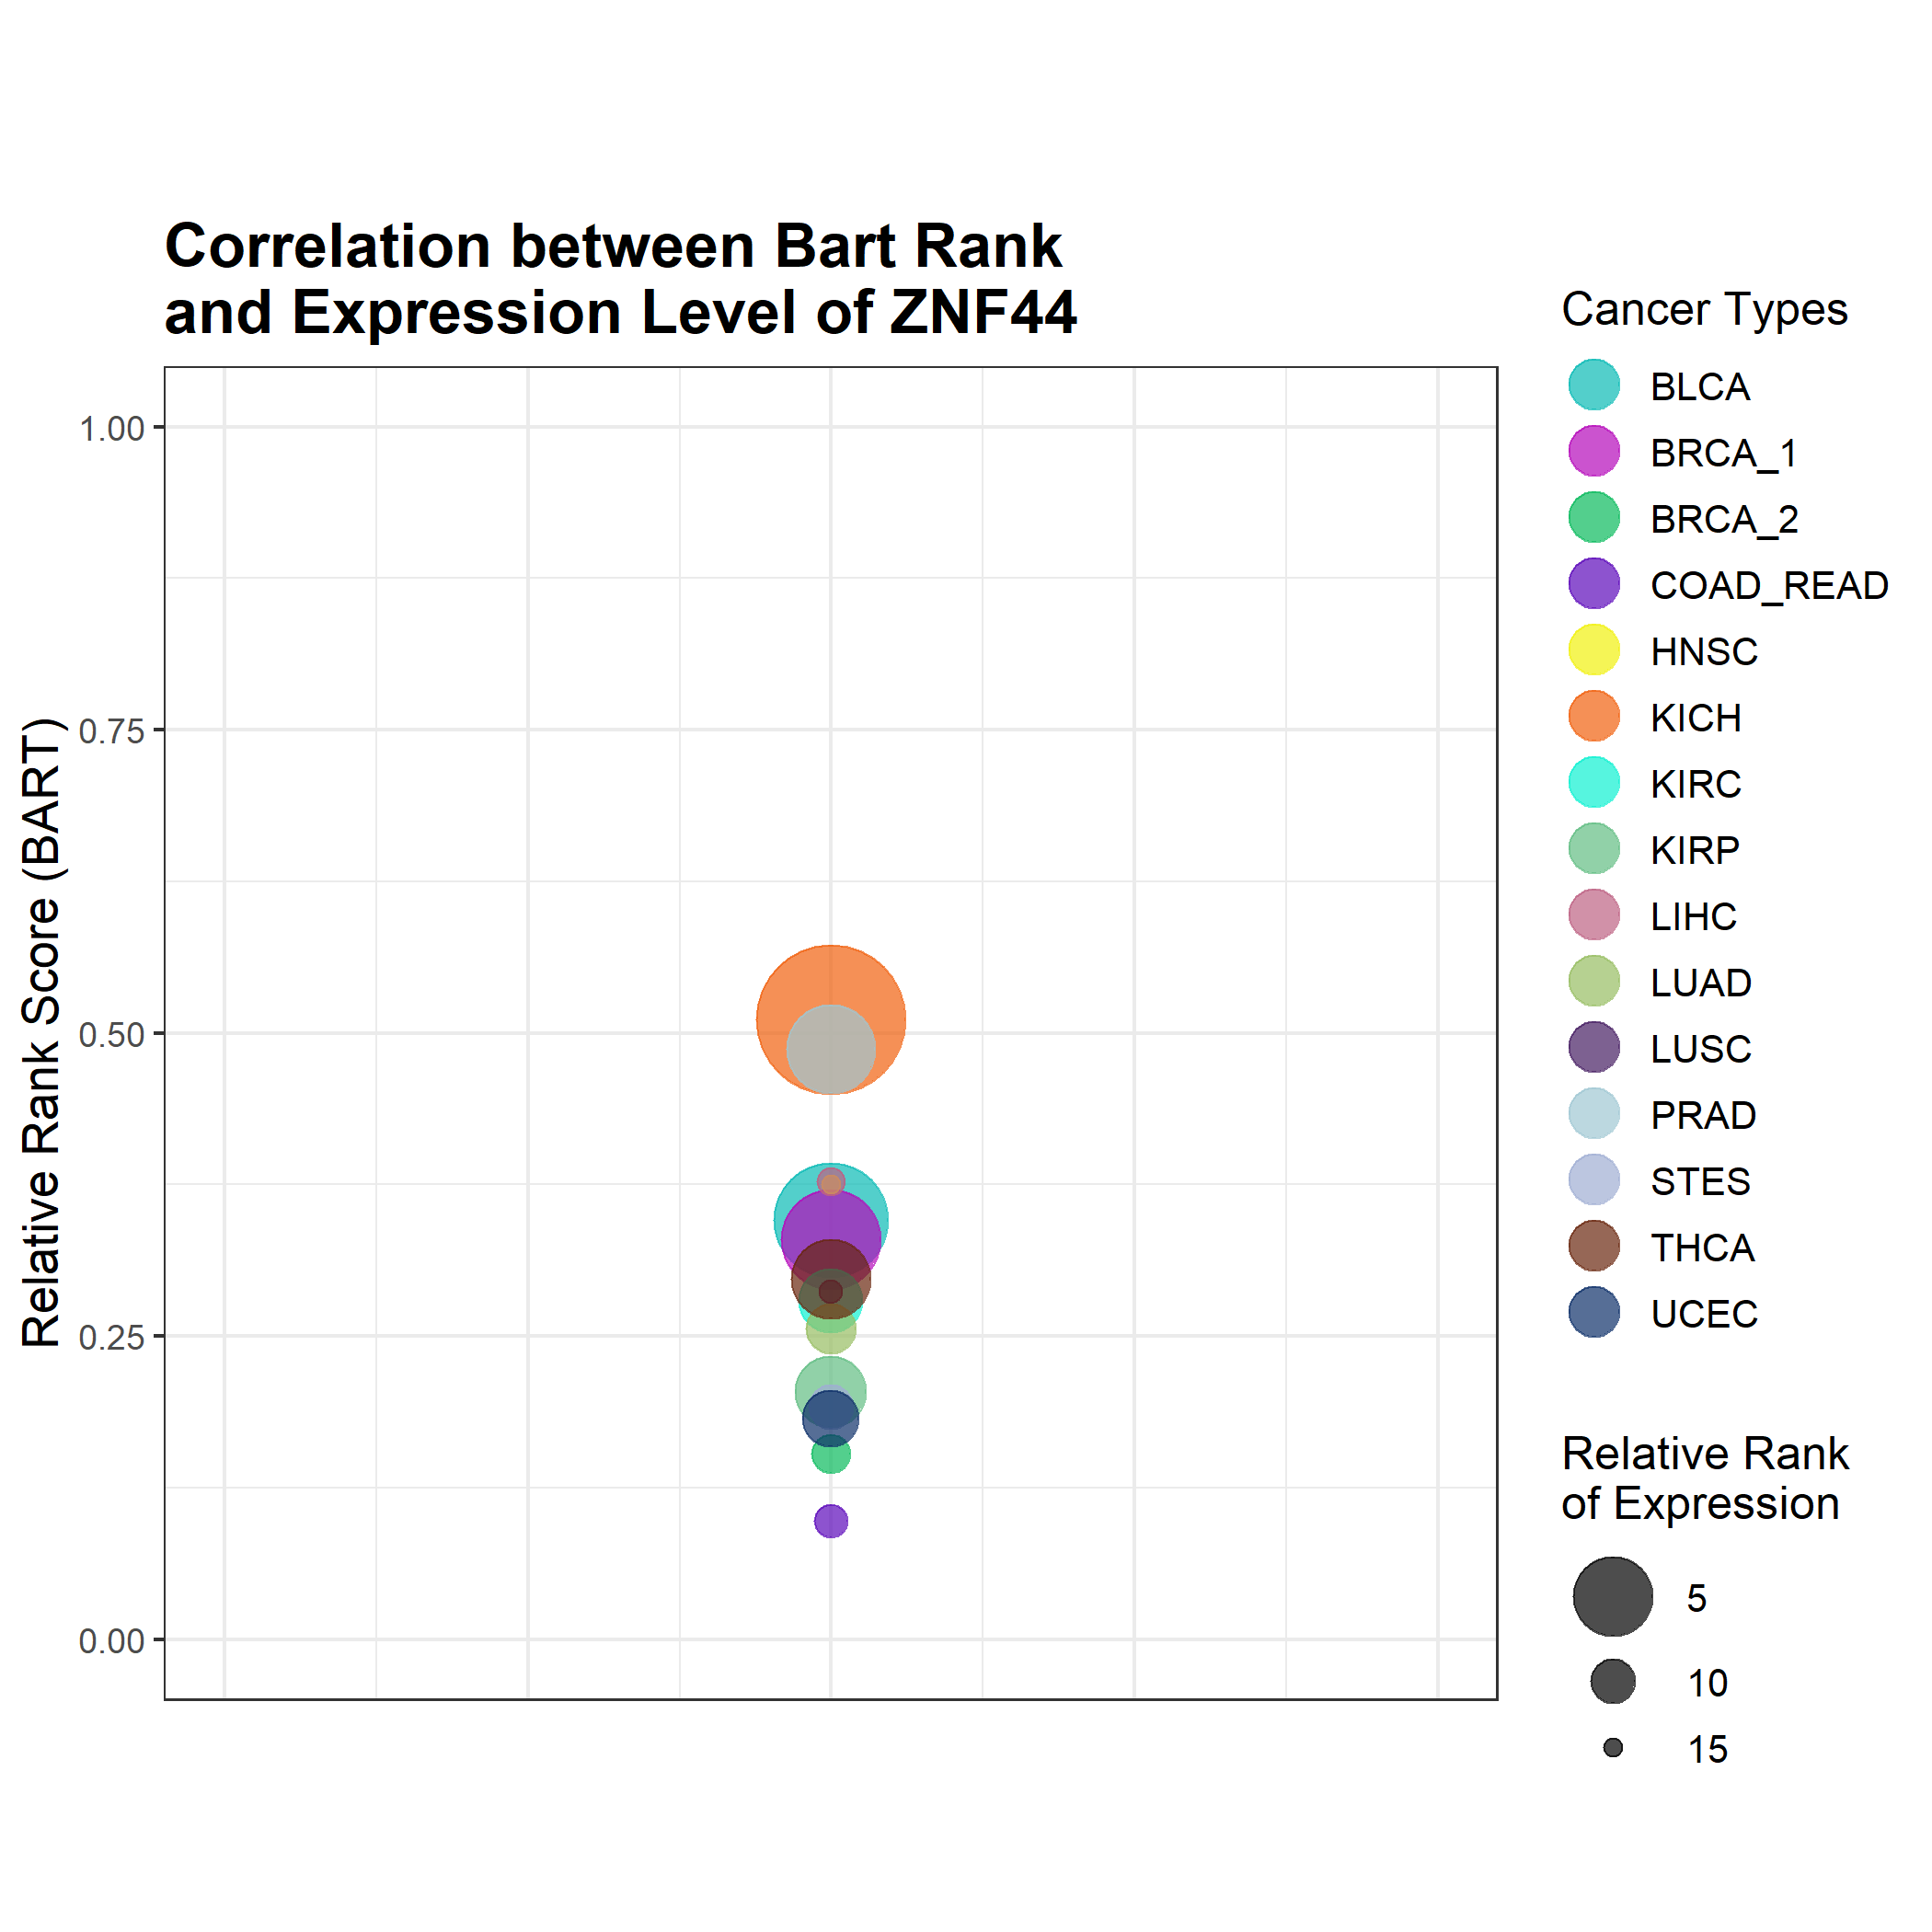 Correlation between Bart Rank
and Expression Level of ZNF44
Relative Rank Score (BART)
1.00
0.75
0.50
0.25
0.00
Cancer Types
BLCA
BRCA_1
BRCA_2
COAD_READ
HNSC
KICH
KIRC
KIRP
LIHC
LUAD
LUSC
PRAD
STES
THCA
UCEC
Relative Rank
of Expression
5
10
15